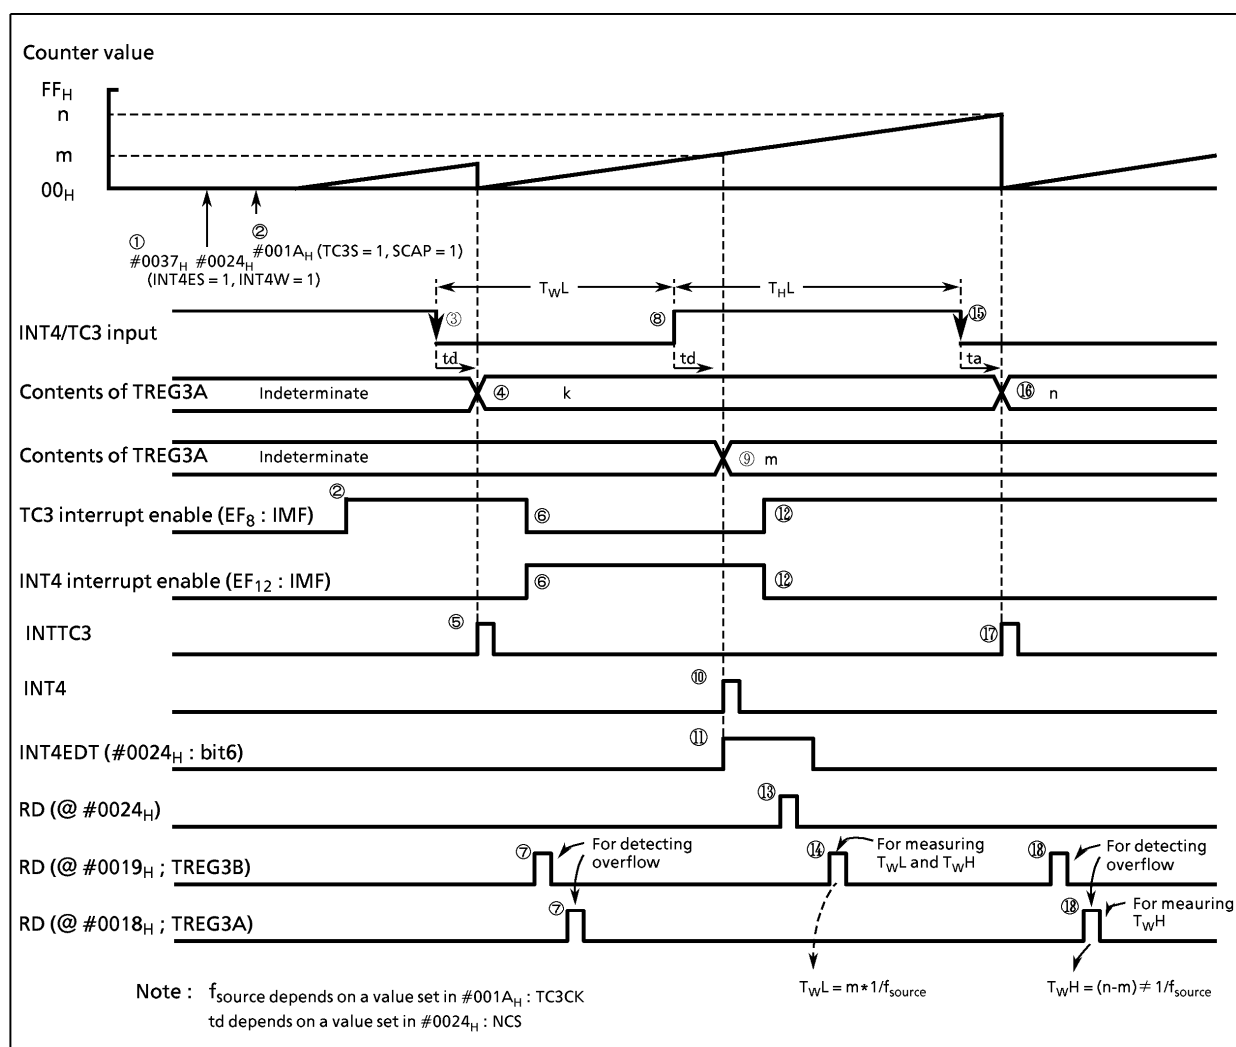 Counter value
FFH
n
m
00H
① ②
#0037H #0024H #001AH (TC3S = 1, SCAP = 1)
(INT4ES = 1, INT4W = 1)
TWL THL
INT4/TC3 input ③ ⑧ ⑮
td td ta
Contents of TREG3A Indeterminate ④ k ⑯ n
Contents of TREG3A Indeterminate ⑨ m
②
TC3 interrupt enable (EF8 : IMF) ⑥ ⑫
INT4 interrupt enable (EF12 : IMF) ⑥ ⑫
INTTC3 ⑤ ⑰
INT4 ⑩
INT4EDT (#0024H : bit6) ⑪
RD (@ #0024H) ⑬
RD (@ #0019H ; TREG3B) ⑦ For detecting overflow ⑭ For measuring TWL and TWH ⑱ For detecting overflow
RD (@ #0018H ; TREG3A) ⑦ ⑱ For meauring TWH
TWL = m*1/fsource TWH = (n-m) ≠ 1/fsource
Note : fsource depends on a value set in #001AH : TC3CK
td depends on a value set in #0024H : NCS